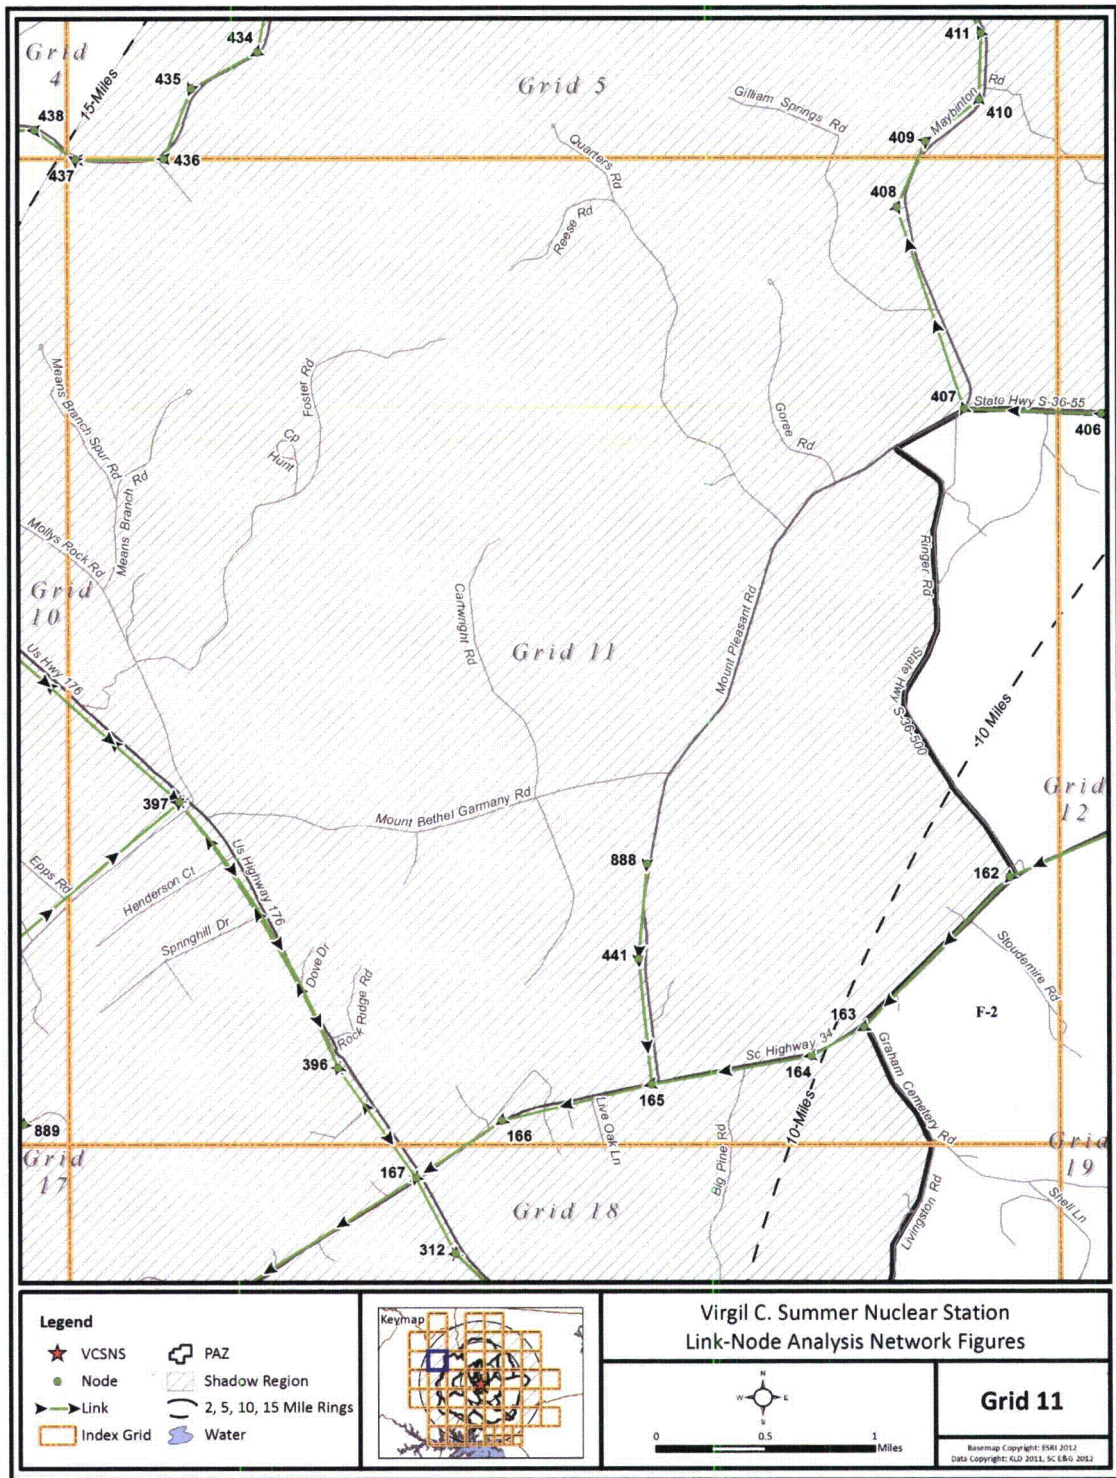 Grid
4
15-Miles
434
435
438
437
436
Grid 5
Gilliam Springs Rd
Quarters Rd
Reese Rd
411
Maybinton Rd
410
409
408
407
State Hwy S-36-55
406
Goree Rd
Foster Rd
Hunt Cp
Means Branch Spur Rd
Means Branch Rd
Mollys Rock Rd
Grid
10
Us Hwy 176
Cartwright Rd
Grid 11
Mount Pleasant Rd
Ringer Rd
State Hwy S-36-500
10 Miles
Grid
12
397
Mount Bethel Garmany Rd
Epps Rd
Henderson Ct
Us Highway 176
Springhill Dr
Dove Dr
Rock Ridge Rd
888
441
162
Stoudemire Rd
F-2
163
Sc Highway 34
164
Graham Cemetery Rd
396
165
166
Live Oak Ln
Big Pine Rd
10-Miles
889
Grid
17
167
Grid 18
312
Livingston Rd
Shell Ln
Grid
19
Legend
VCSNS
PAZ
Node
Shadow Region
Link
2, 5, 10, 15 Mile Rings
Index Grid
Water
Keymap
Virgil C. Summer Nuclear Station
Link-Node Analysis Network Figures
N
W
E
S
0
0.5
1
Miles
Grid 11
Basemap Copyright: ESRI 2012
Data Copyright: KLD 2011, SC E&G 2012